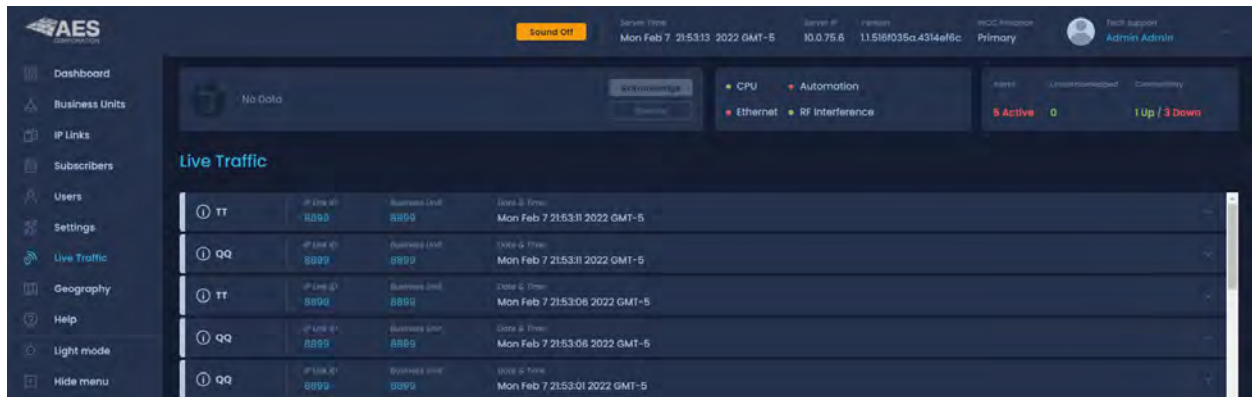 AES
CORPORATION
Sound Off
Server Time
Mon Feb 7 21:53:13 2022 GMT-5
Server IP
10.0.75.6
Version
1.1.516f035a.4314ef6c
Primary
Tech Support
Admin Admin
Dashboard
Business Units
IP Links
Subscribers
Users
Settings
Live Traffic
Geography
Help
Light mode
Hide menu
No Data
Acknowledge
CPU
Automation
Ethernet
RF Interference
5 Active
0
Connectivity
1 Up / 3 Down
Live Traffic
TT
IP Link ID
8899
Business Unit
8899
Date & Time
Mon Feb 7 21:53:11 2022 GMT-5
QQ
IP Link ID
8899
Business Unit
8899
Date & Time
Mon Feb 7 21:53:11 2022 GMT-5
TT
IP Link ID
8899
Business Unit
8899
Date & Time
Mon Feb 7 21:53:06 2022 GMT-5
QQ
IP Link ID
8899
Business Unit
8899
Date & Time
Mon Feb 7 21:53:06 2022 GMT-5
QQ
IP Link ID
8899
Business Unit
8899
Date & Time
Mon Feb 7 21:53:01 2022 GMT-5